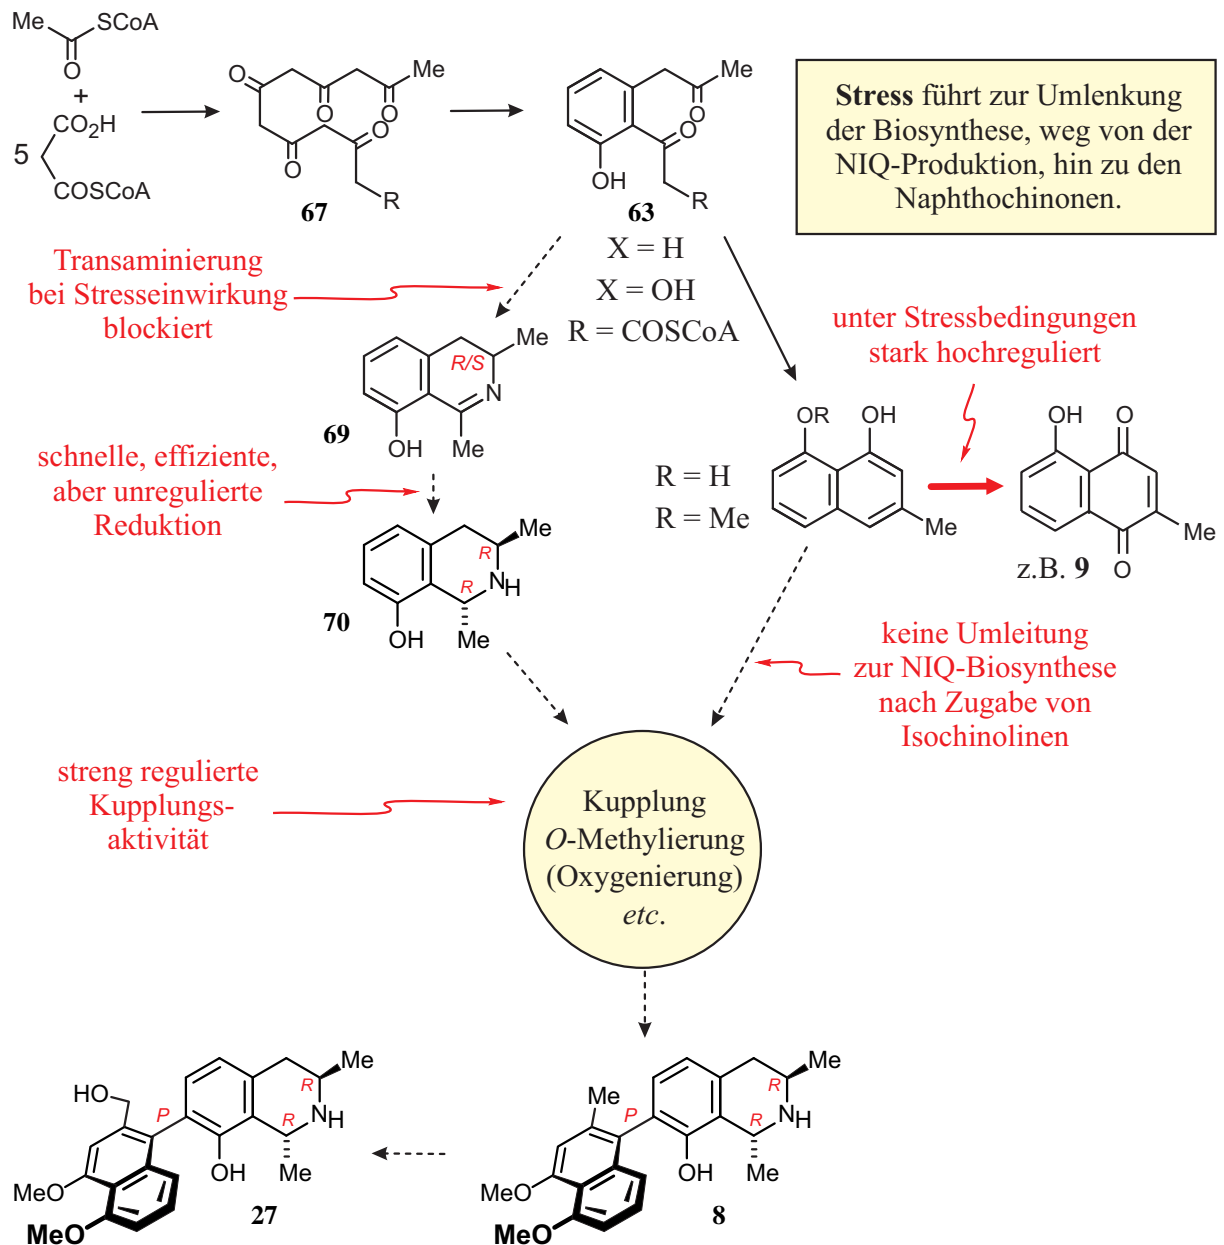 Me
SCoA
O
+
CO2H
5
COSCoA
O
O
Me
O
O
O
O
O
R
67
Me
O
O
OH
R
63
X = H
X = OH
R = COSCoA
Stress führt zur Umlenkung
der Biosynthese, weg von der
NIQ-Produktion, hin zu den
Naphthochinonen.
Transaminierung
bei Stresseinwirkung
blockiert
Me
R/S
N
OH
Me
69
unter Stressbedingungen
stark hochreguliert
schnelle, effiziente,
aber unregulierte
Reduktion
Me
R
NH
R
OH
Me
70
OR
OH
Me
R = H
R = Me
OH
O
Me
O
z.B. 9
keine Umleitung
zur NIQ-Biosynthese
nach Zugabe von
Isochinolinen
streng regulierte
Kupplungs-
aktivität
Kupplung
O-Methylierung
(Oxygenierung)
etc.
HO
P
Me
R
NH
R
OH
Me
MeO
MeO
27
Me
P
Me
R
NH
R
OH
Me
MeO
MeO
8